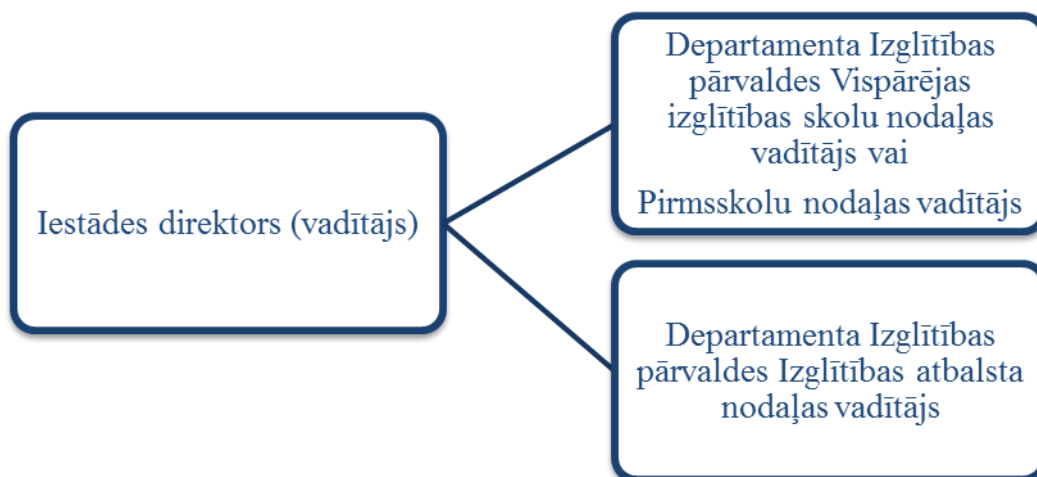 Iestādes direktors (vadītājs)
Departamenta Izglītības
pārvaldes Vispārējas
izglītības skolu nodaļas
vadītājs vai
Pirmsskolu nodaļas vadītājs
Departamenta Izglītības
pārvaldes Izglītības atbalsta
nodaļas vadītājs